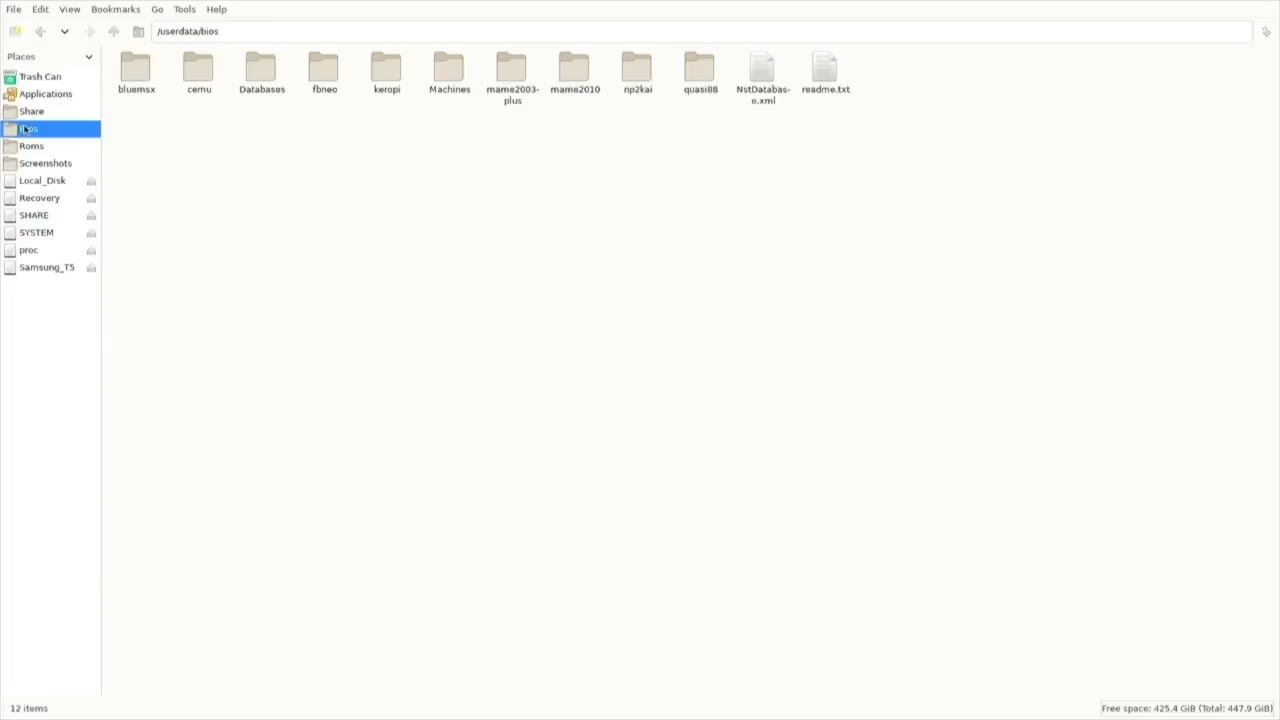 File Edit View Bookmarks Go Tools Help
/userdata/bios
Places
Trash Can
Applications
Share
Roms
Screenshots
Local_Disk
Recovery
SHARE
SYSTEM
proc
Samsung_T5
bluemsx cemu Databases fbneo keropi Machines mame2003- mame2010 np2kai quasi88 NstDatabas- readme.txt
plus e.xml
12 items
Free space: 425.4 GiB (Total: 447.9 GiB)